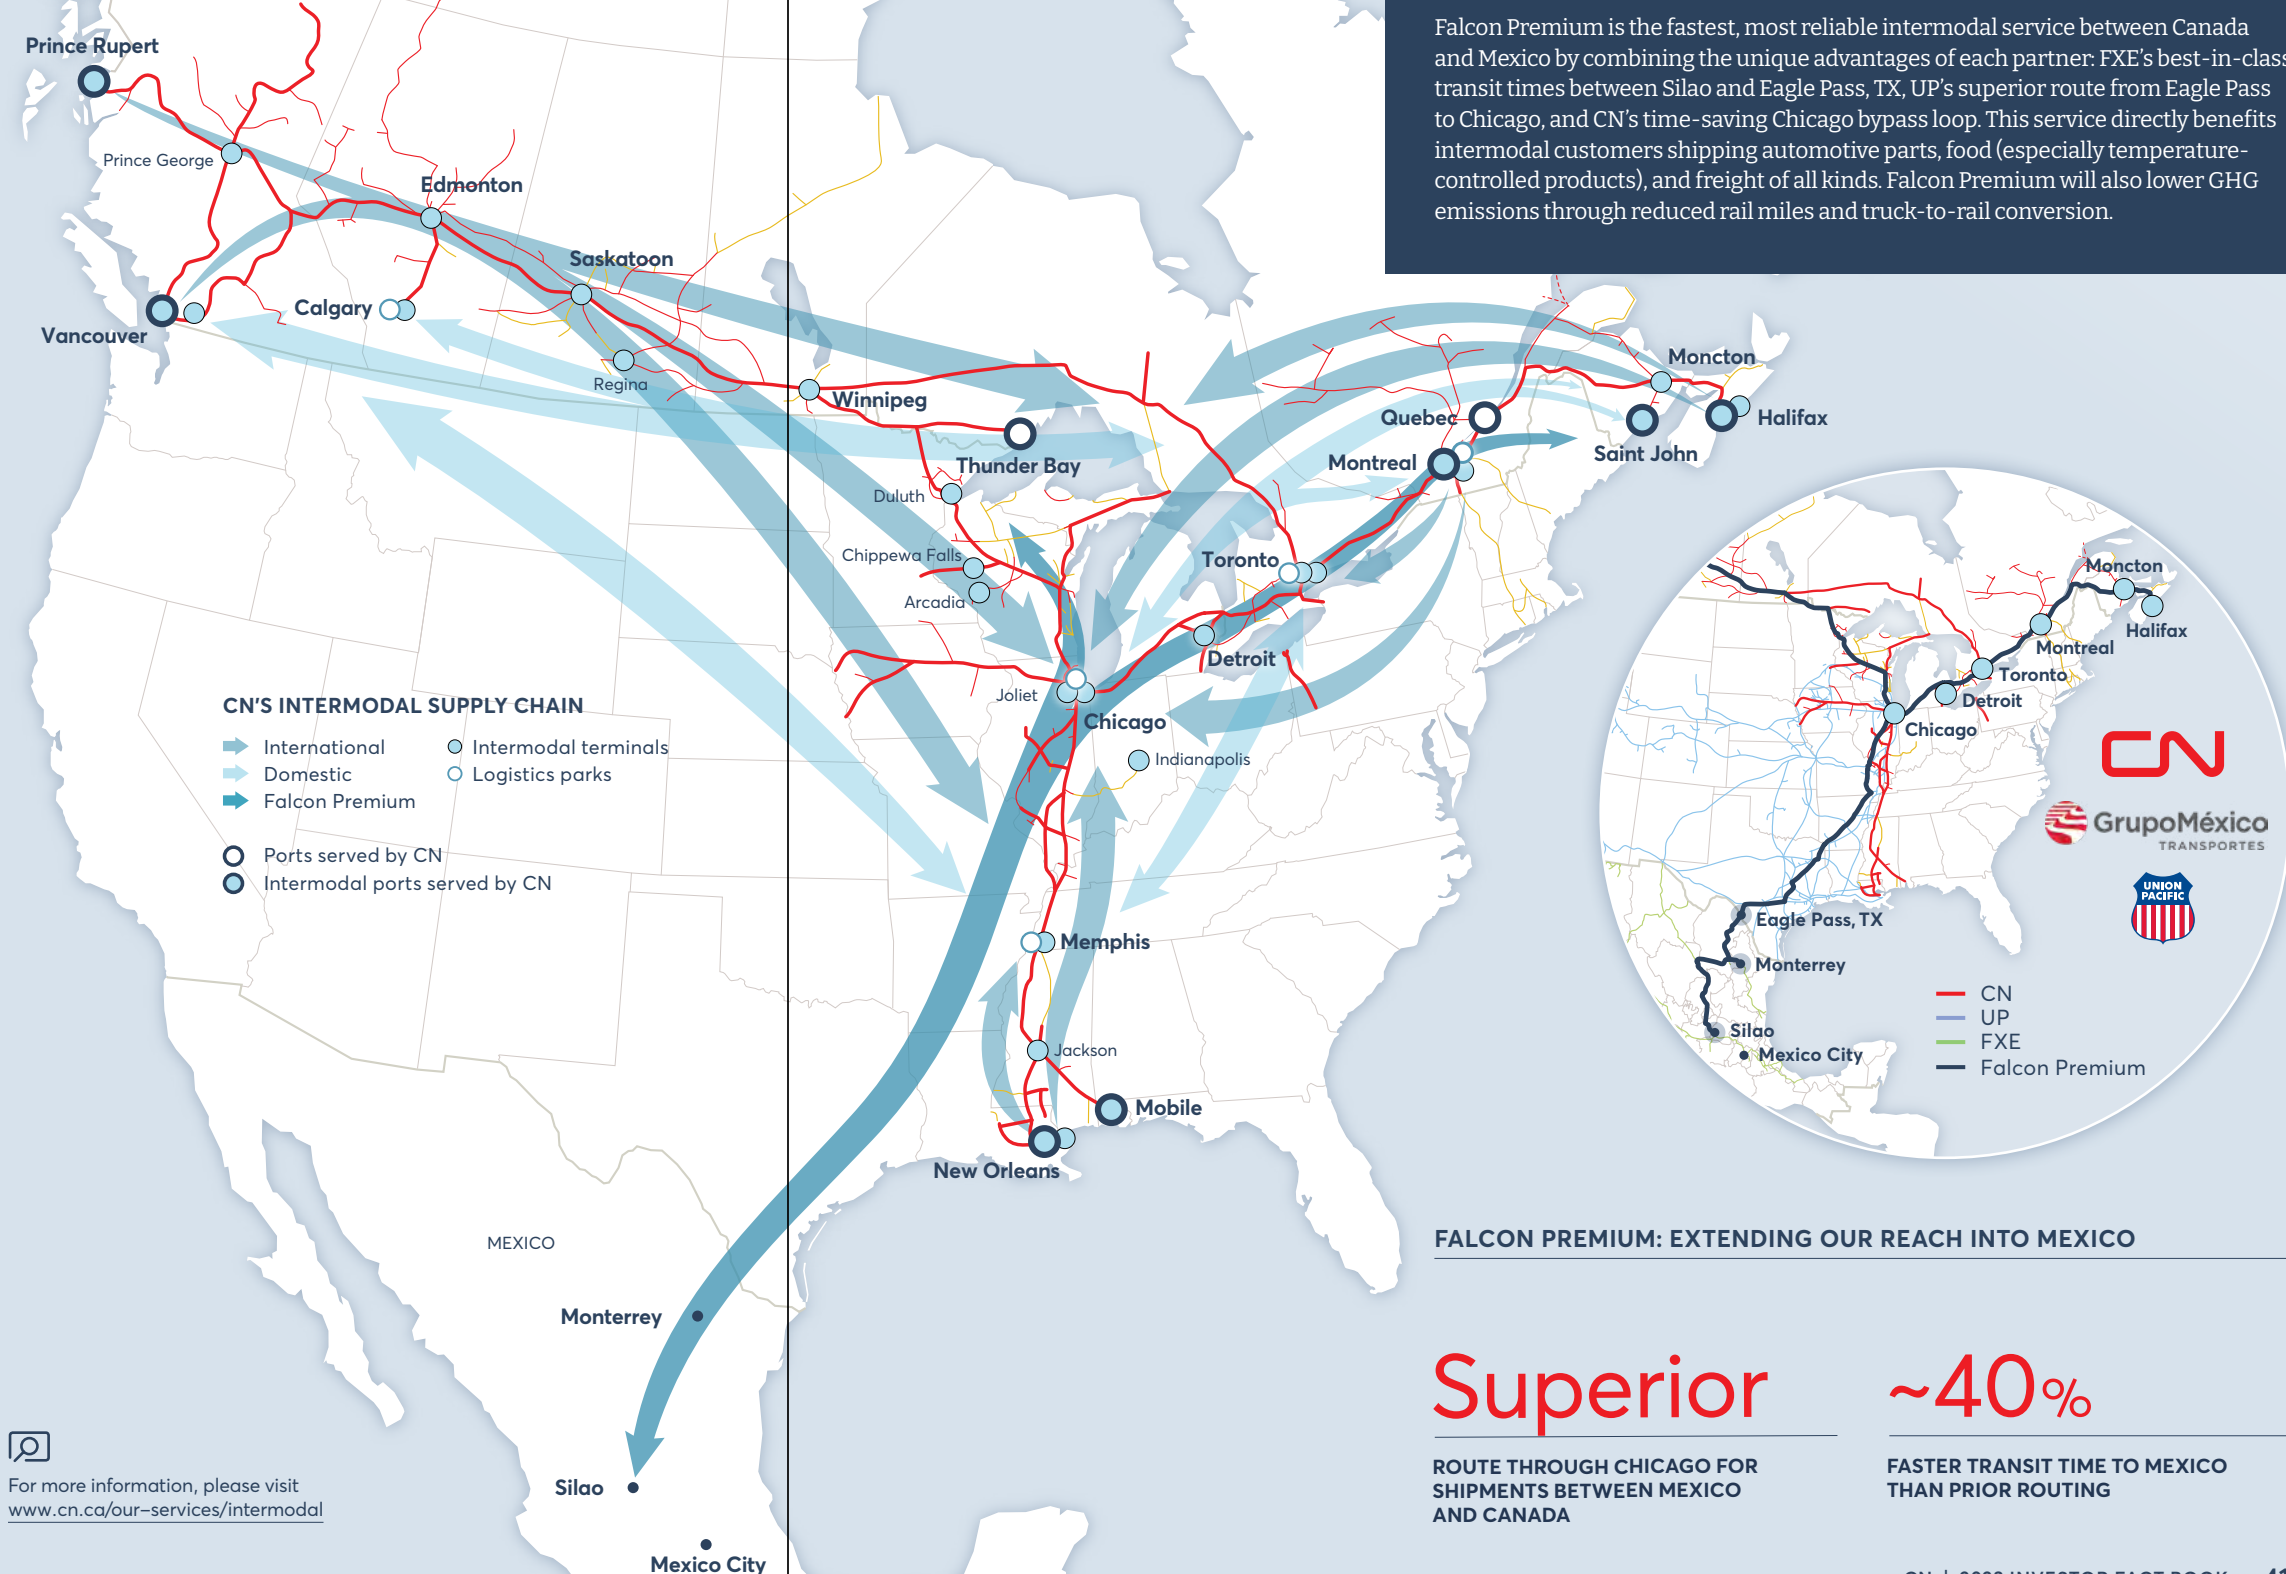 Falcon Premium is the fastest, most reliable intermodal service between Canada
and Mexico by combining the unique advantages of each partner: FXE's best-in-class
transit times between Silao and Eagle Pass, TX, UP's superior route from Eagle Pass
to Chicago, and CN's time-saving Chicago bypass loop. This service directly benefits
intermodal customers shipping automotive parts, food (especially temperature-
controlled products), and freight of all kinds. Falcon Premium will also lower GHG
emissions through reduced rail miles and truck-to-rail conversion.
Prince Rupert
Prince George
Edmonton
Saskatoon
Calgary
Vancouver
Regina
Winnipeg
Thunder Bay
Duluth
Chippewa Falls
Arcadia
Joliet
Chicago
Indianapolis
Detroit
Toronto
Montreal
Quebec
Moncton
Halifax
Saint John
Memphis
Jackson
Mobile
New Orleans
MEXICO
Monterrey
Silao
Mexico City
CN'S INTERMODAL SUPPLY CHAIN
International
Domestic
Falcon Premium
Intermodal terminals
Logistics parks
Ports served by CN
Intermodal ports served by CN
Moncton
Halifax
Montreal
Toronto
Detroit
Chicago
Eagle Pass, TX
Monterrey
Silao
Mexico City
CN
GrupoMéxico
TRANSPORTES
UNION
PACIFIC
CN
UP
FXE
Falcon Premium
FALCON PREMIUM: EXTENDING OUR REACH INTO MEXICO
Superior
ROUTE THROUGH CHICAGO FOR
SHIPMENTS BETWEEN MEXICO
AND CANADA
~40%
FASTER TRANSIT TIME TO MEXICO
THAN PRIOR ROUTING
For more information, please visit
www.cn.ca/our-services/intermodal
CN | INVESTOR FACT BOOK